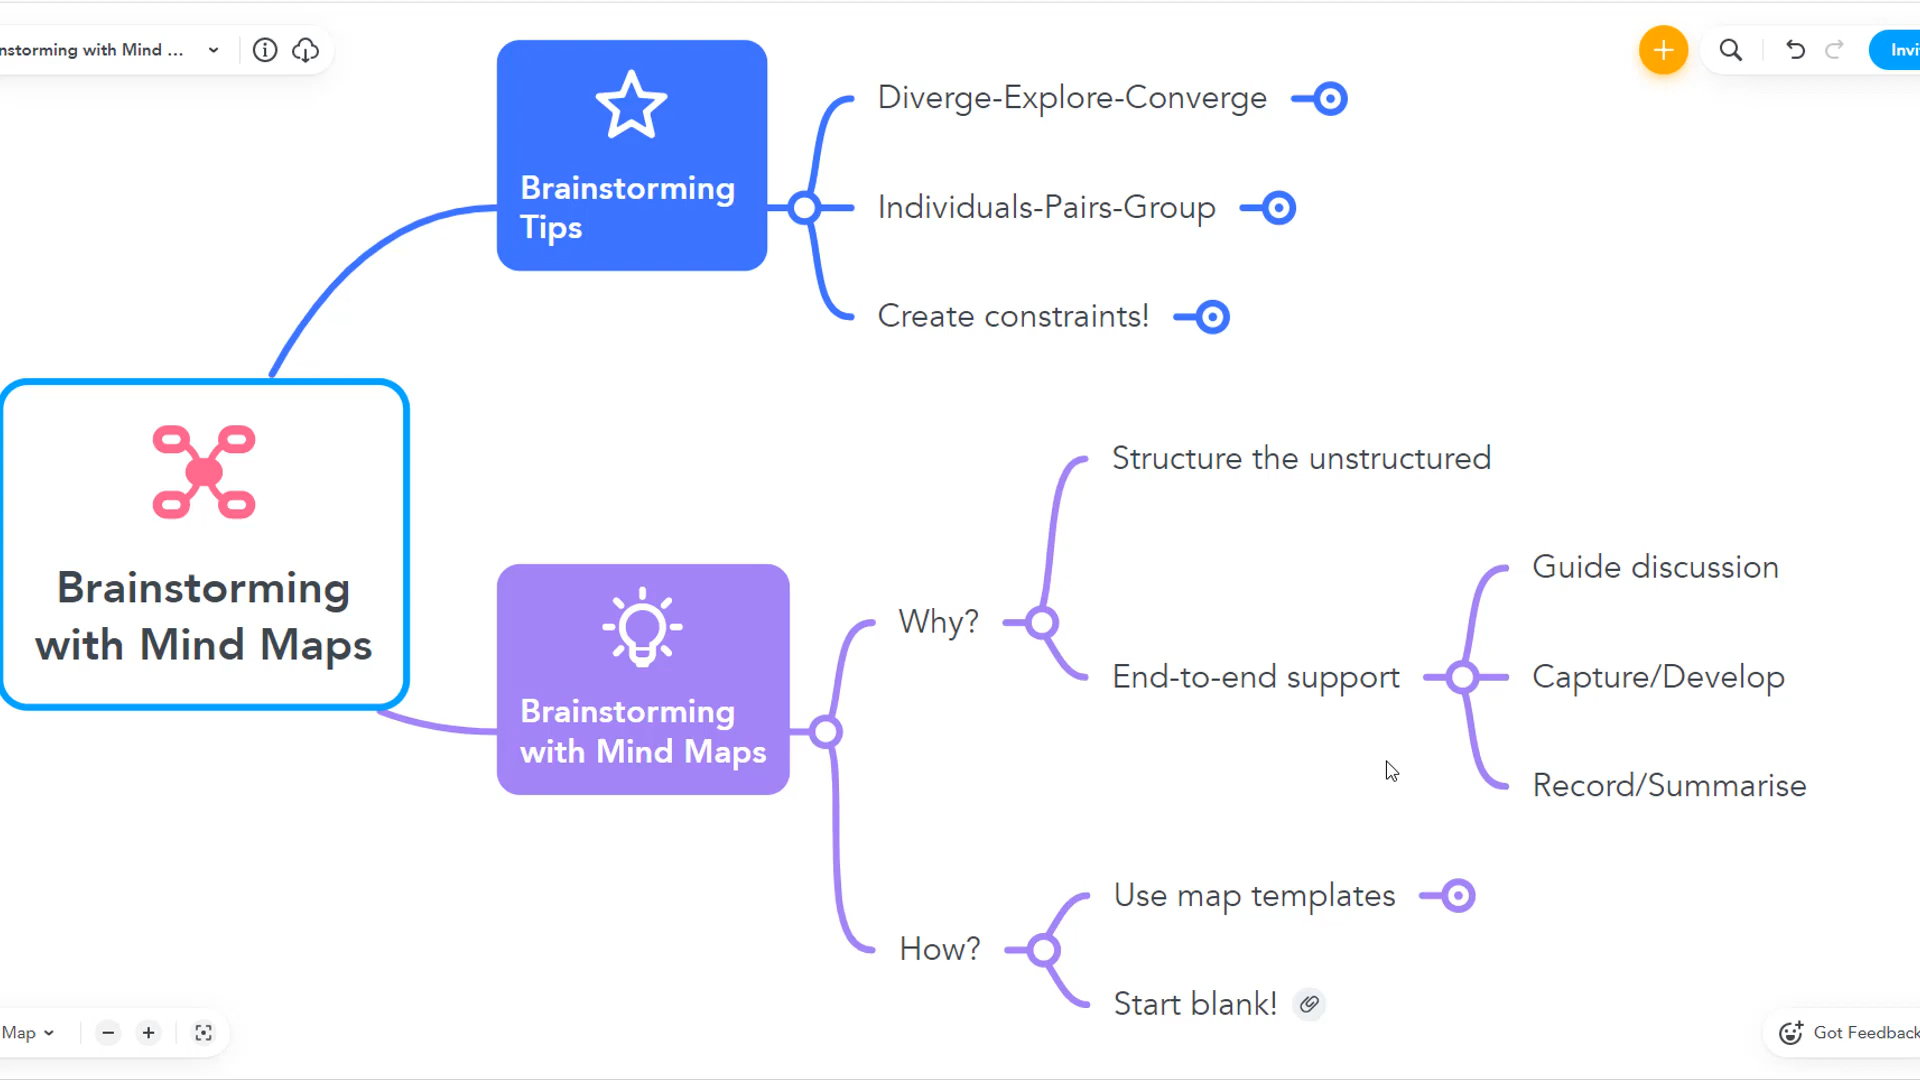 nstorming with Mind ...
Invi
Brainstorming
Tips
Diverge-Explore-Converge
Individuals-Pairs-Group
Create constraints!
Brainstorming
with Mind Maps
Brainstorming
with Mind Maps
Why?
Structure the unstructured
End-to-end support
Guide discussion
Capture/Develop
Record/Summarise
How?
Use map templates
Start blank!
Map
Got Feedback